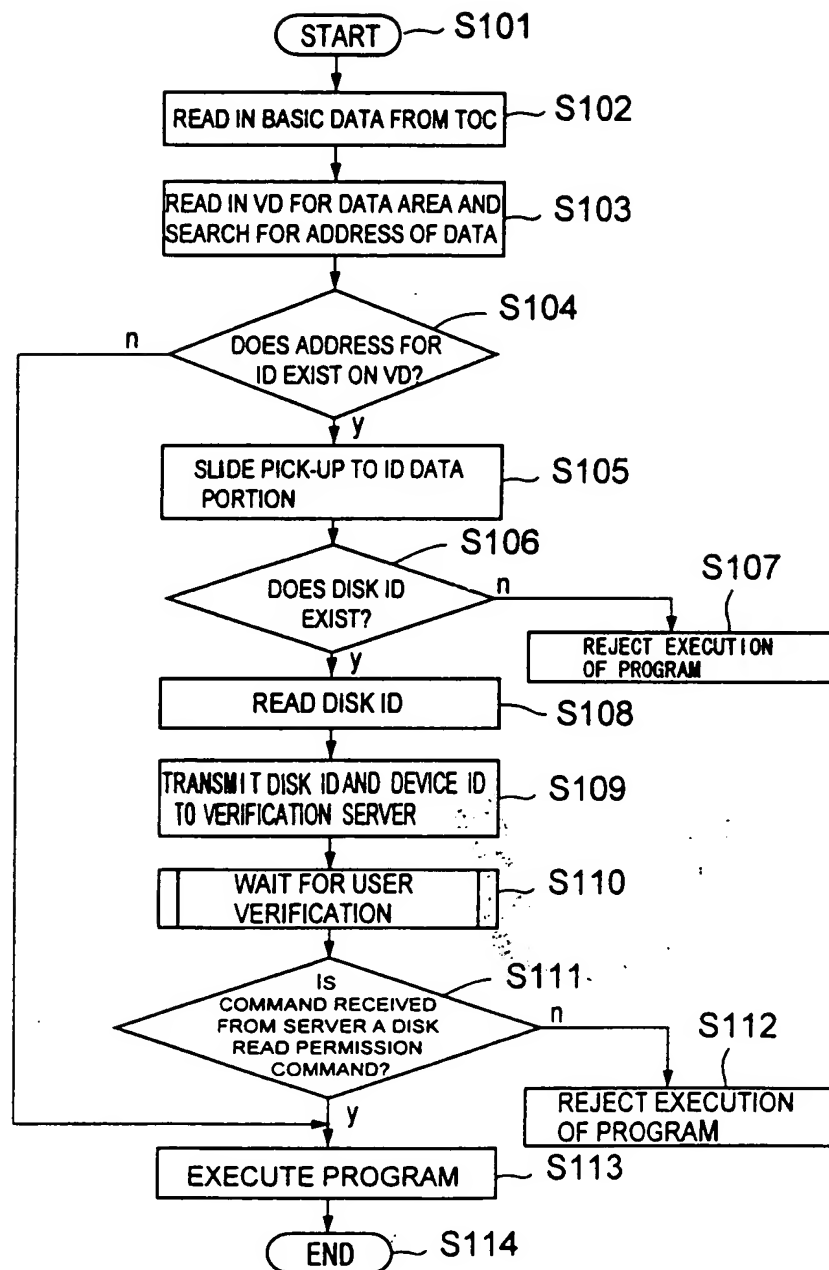 START
S101
READ IN BASIC DATA FROM TOC
S102
READ IN VD FOR DATA AREA AND
SEARCH FOR ADDRESS OF DATA
S103
S104
n
DOES ADDRESS FOR
ID EXIST ON VD?
y
SLIDE PICK-UP TO ID DATA
PORTION
S105
S106
DOES DISK ID
EXIST?
n
S107
REJECT EXECUTION
OF PROGRAM
y
READ DISK ID
S108
TRANSMIT DISK ID AND DEVICE ID
TO VERIFICATION SERVER
S109
WAIT FOR USER
VERIFICATION
S110
S111
Is
COMMAND RECEIVED
FROM SERVER A DISK
READ PERMISSION
COMMAND?
n
S112
REJECT EXECUTION
OF PROGRAM
y
EXECUTE PROGRAM
S113
END
S114